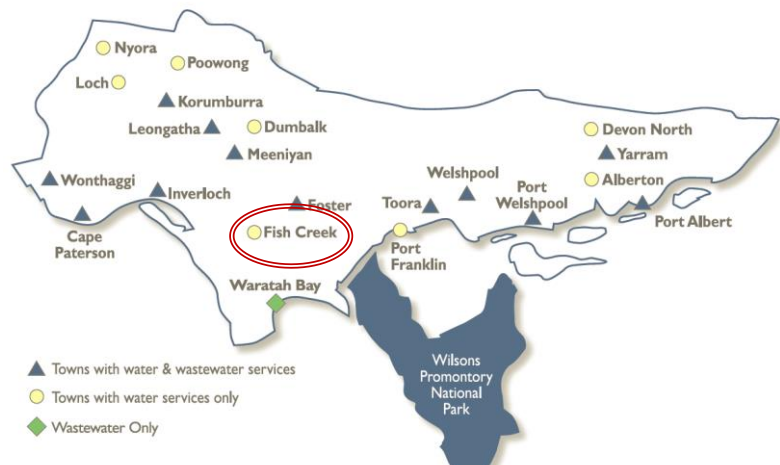 Nyora
Poowong
Loch
Korumburra
Leongatha
Dumbalk
Devon North
Meeniyan
Yarram
Wonthaggi
Inverloch
Welshpool
Alberton
Foster
Toora
Port
Welshpool
Cape
Paterson
Fish Creek
Port Albert
Port
Franklin
Waratah Bay
Wilsons
Promontory
National
Park
Towns with water & wastewater services
Towns with water services only
Wastewater Only